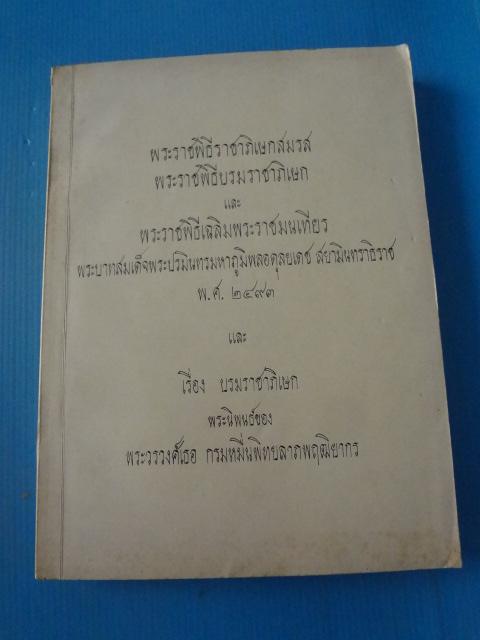 พระราชพิธีราชาภิเษกสมรส
พระราชพิธีบรมราชาภิเษก
และ
พระราชพิธีเฉลิมพระราชมนเทียร
พระบาทสมเด็จพระปรมินทรมหาภูมิพลอดุลยเดช สยามินทราธิราช
พ.ศ. ๒๔๙๓
และ
เรื่อง บรมราชาภิเษก
พระนิพนธ์ของ
พระวรวงศ์เธอ กรมหมื่นพิทยลาภพฤฒิยากร